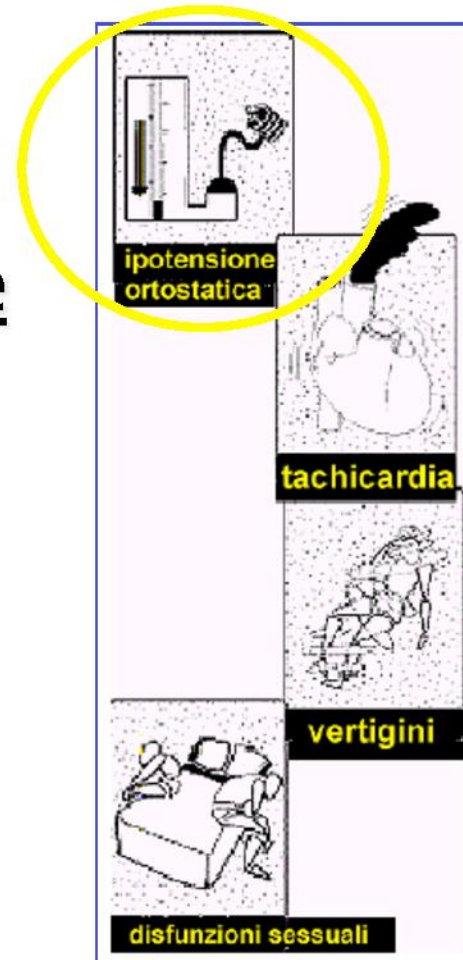 ipotensione
ortostatica
tachicardia
vertigini
disfunzioni sessuali